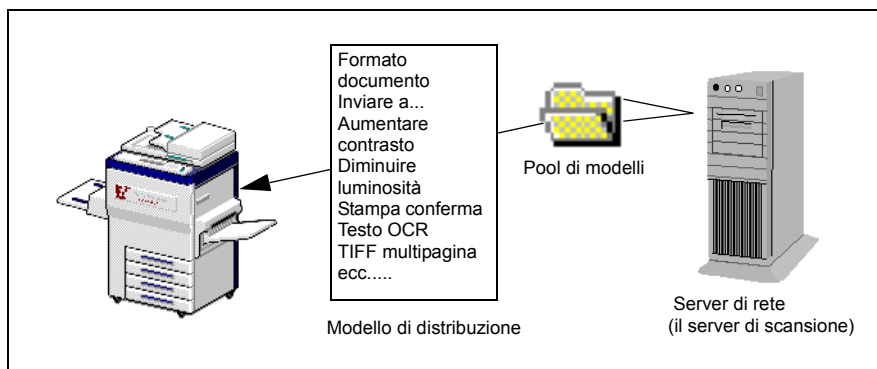 Formato
documento
Inviare a...
Aumentare
contrasto
Diminuire
luminosità
Stampa conferma
Testo OCR
TIFF multipagina
ecc.....
Modello di distribuzione
Pool di modelli
Server di rete
(il server di scansione)